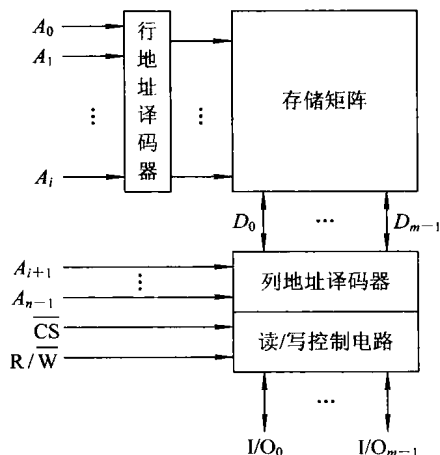 A₀
A₁
⋮
Aᵢ
行地址译码器
⋮
存储矩阵
D₀ ⋯ Dₘ₋₁
Aᵢ₊₁
⋮
Aₙ₋₁
C̅S̅
R/W̅
列地址译码器
读/写控制电路
⋯
I/O₀ I/Oₘ₋₁